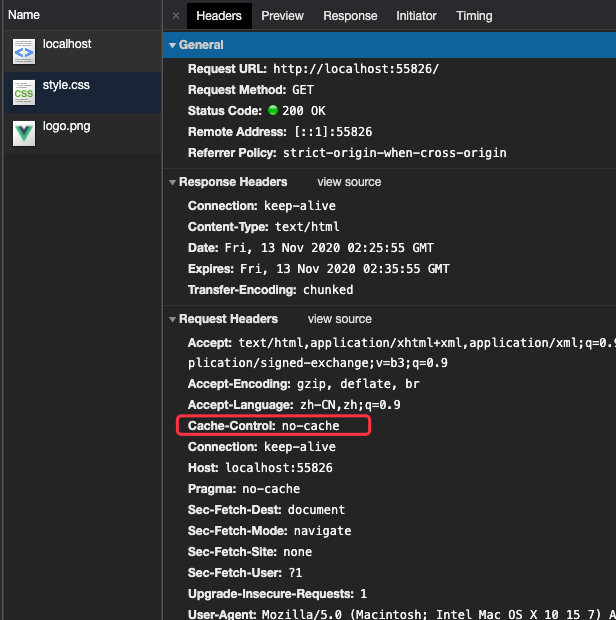 Name
Headers Preview Response Initiator Timing
localhost
style.css
CSS
logo.png
General
Request URL: http://localhost:55826/
Request Method: GET
Status Code: 200 OK
Remote Address: [::1]:55826
Referrer Policy: strict-origin-when-cross-origin
Response Headers view source
Connection: keep-alive
Content-Type: text/html
Date: Fri, 13 Nov 2020 02:25:55 GMT
Expires: Fri, 13 Nov 2020 02:35:55 GMT
Transfer-Encoding: chunked
Request Headers view source
Accept: text/html,application/xhtml+xml,application/xml;q=0.9
plication/signed-exchange;v=b3;q=0.9
Accept-Encoding: gzip, deflate, br
Accept-Language: zh-CN,zh;q=0.9
Cache-Control: no-cache
Connection: keep-alive
Host: localhost:55826
Pragma: no-cache
Sec-Fetch-Dest: document
Sec-Fetch-Mode: navigate
Sec-Fetch-Site: none
Sec-Fetch-User: ?1
Upgrade-Insecure-Requests: 1
User-Agent: Mozilla/5.0 (Macintosh; Intel Mac OS X 10 15 7) A